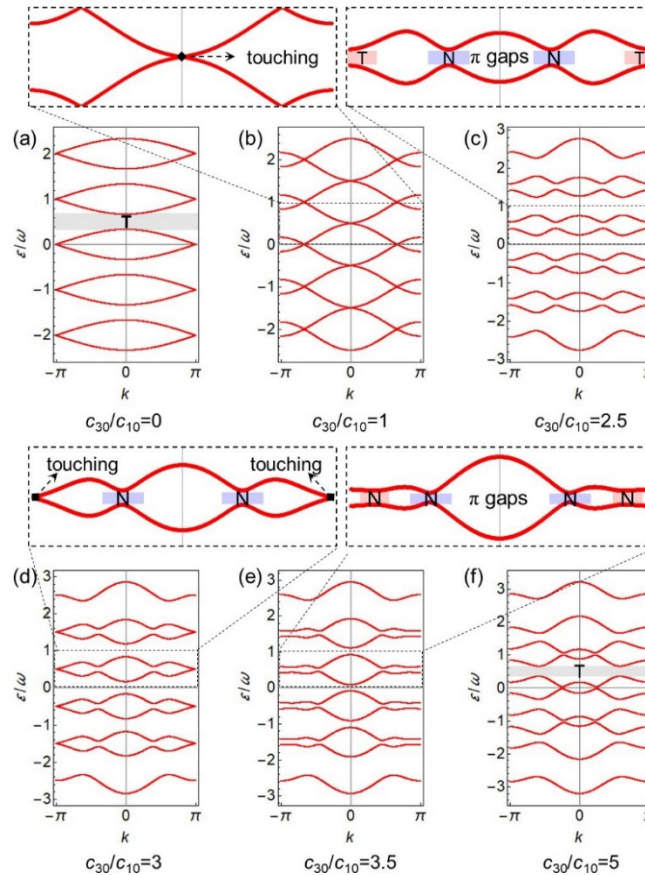 touching
T N π gaps N T
(a) (b) (c)
ε/ω
2 1 0 −1 −2
T
−π 0 π
k
c30/c10=0
ε/ω
2 1 0 −1 −2
−π 0 π
k
c30/c10=1
ε/ω
3 2 1 0 −1 −2 −3
−π 0 π
k
c30/c10=2.5
touching N N touching
N N π gaps N N
(d) (e) (f)
ε/ω
3 2 1 0 −1 −2 −3
−π 0 π
k
c30/c10=3
ε/ω
3 2 1 0 −1 −2 −3
−π 0 π
k
c30/c10=3.5
ε/ω
3 2 1 0 −1 −2 −3
T
−π 0 π
k
c30/c10=5